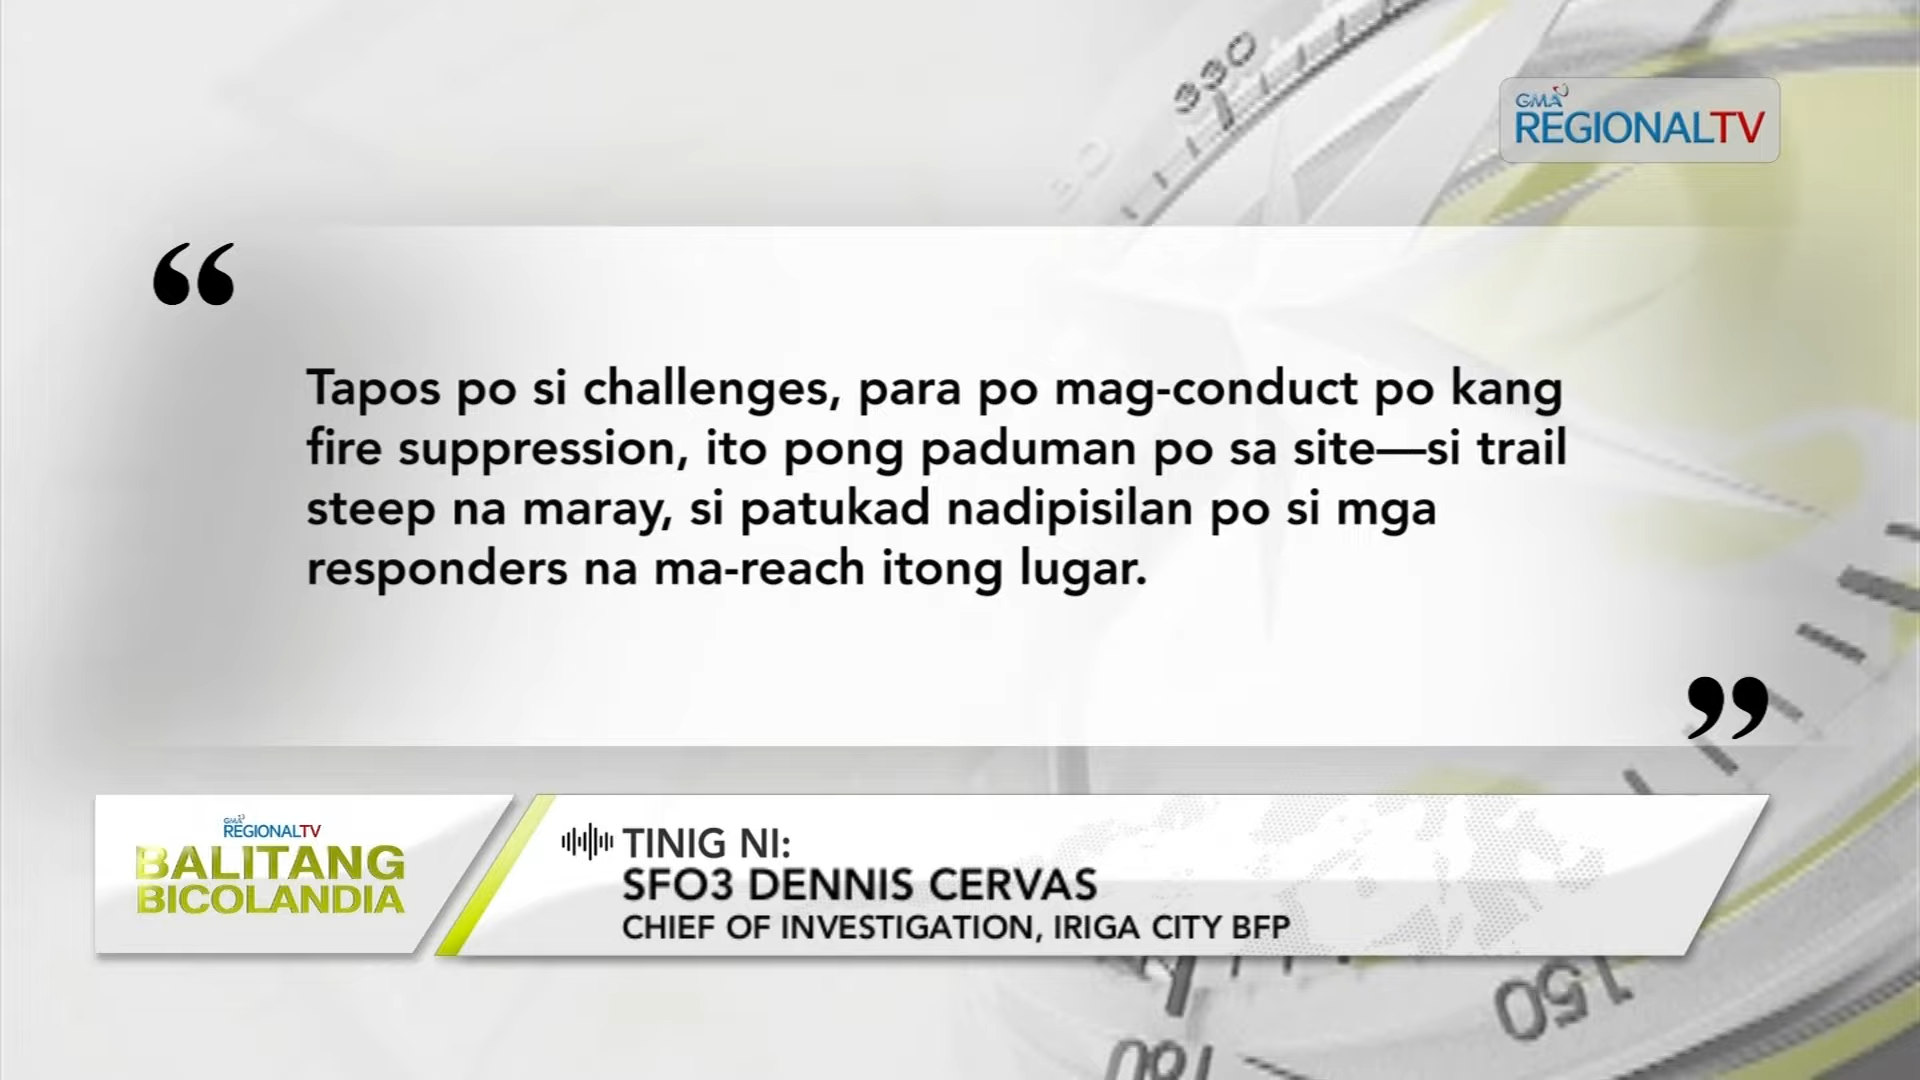 330
GMA
REGIONALTV
“
Tapos po si challenges, para po mag-conduct po kang
fire suppression, ito pong paduman po sa site—si trail
steep na maray, si patukad nadipisilan po si mga
responders na ma-reach itong lugar.
”
GMA
REGIONALTV
BALITANG
BICOLANDIA
TINIG NI:
SFO3 DENNIS CERVAS
CHIEF OF INVESTIGATION, IRIGA CITY BFP
150
180